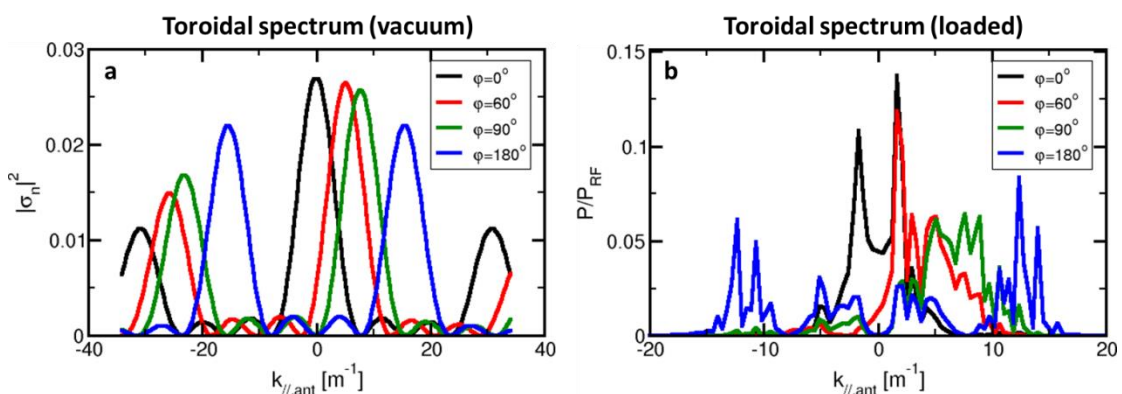 Toroidal spectrum (vacuum)
0.03
0.02
0.01
0
|σn|²
a
φ=0°
φ=60°
φ=90°
φ=180°
-40
-20
0
20
40
k//,ant [m⁻¹]
Toroidal spectrum (loaded)
0.15
0.10
0.05
0
P/PRF
b
φ=0°
φ=60°
φ=90°
φ=180°
-20
-10
0
10
20
k//,ant [m⁻¹]